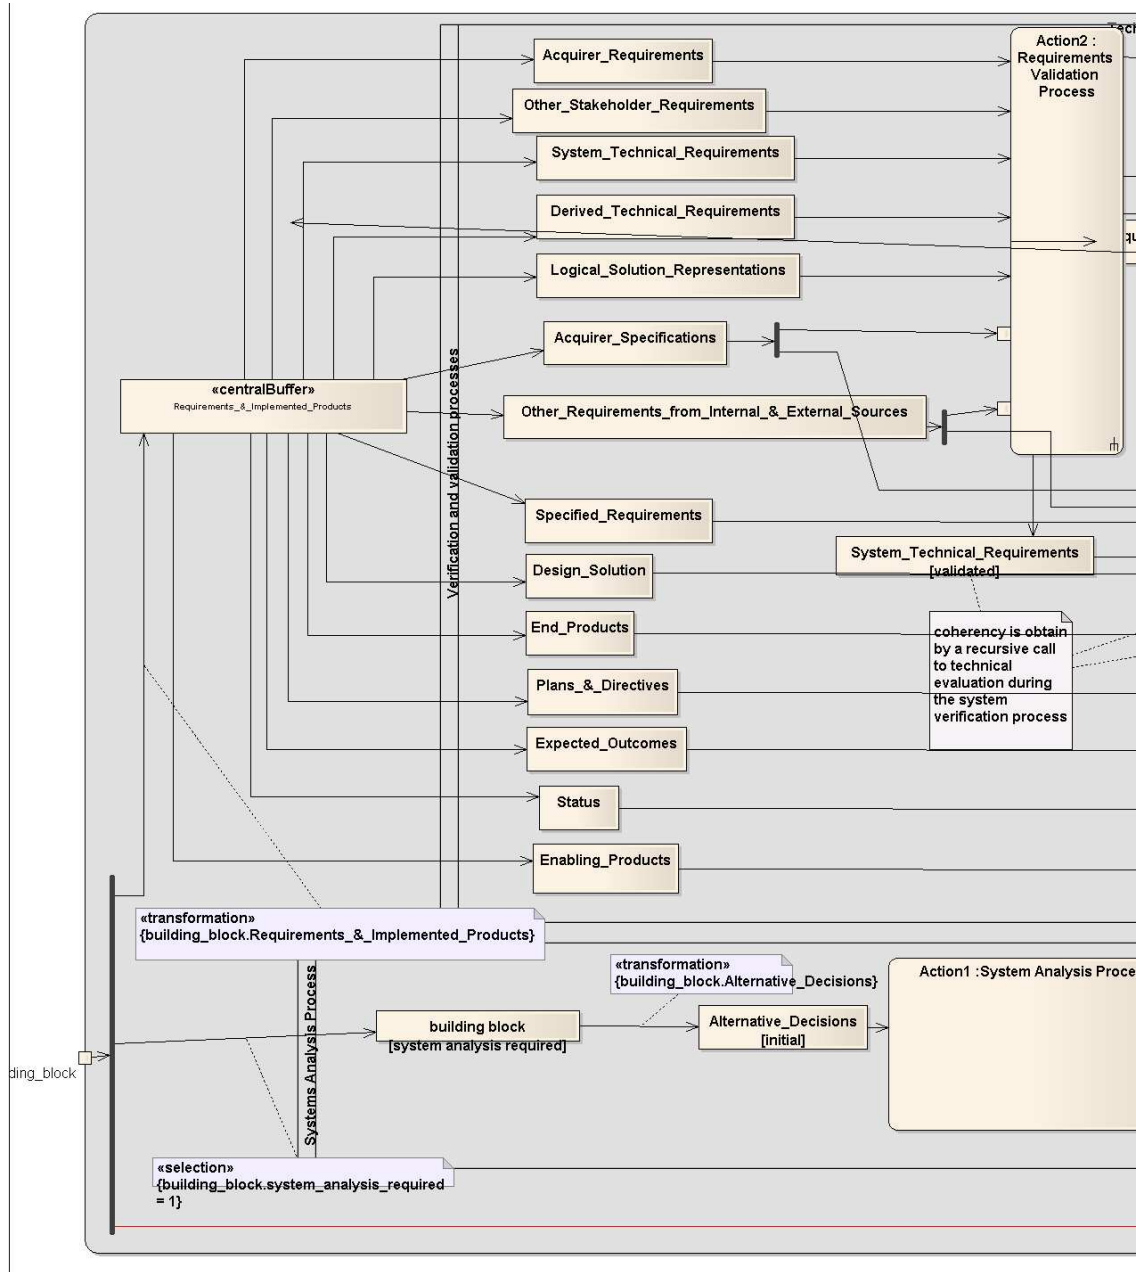 Tech
Action2 :
Requirements
Validation
Process
Acquirer_Requirements
Other_Stakeholder_Requirements
System_Technical_Requirements
Derived_Technical_Requirements
Logical_Solution_Representations
Acquirer_Specifications
«centralBuffer»
Requirements_&_Implemented_Products
Other_Requirements_from_Internal_&_External_Sources
Verification and validation processes
Specified_Requirements
System_Technical_Requirements
[validated]
Design_Solution
End_Products
coherency is obtain
by a recursive call
to technical
evaluation during
the system
verification process
Plans_&_Directives
Expected_Outcomes
Status
Enabling_Products
«transformation»
{building_block.Requirements_&_Implemented_Products}
«transformation»
{building_block.Alternative_Decisions}
Action1 :System Analysis Proce
Systems Analysis Process
building block
[system analysis required]
Alternative_Decisions
[initial]
ding_block
«selection»
{building_block.system_analysis_required
= 1}